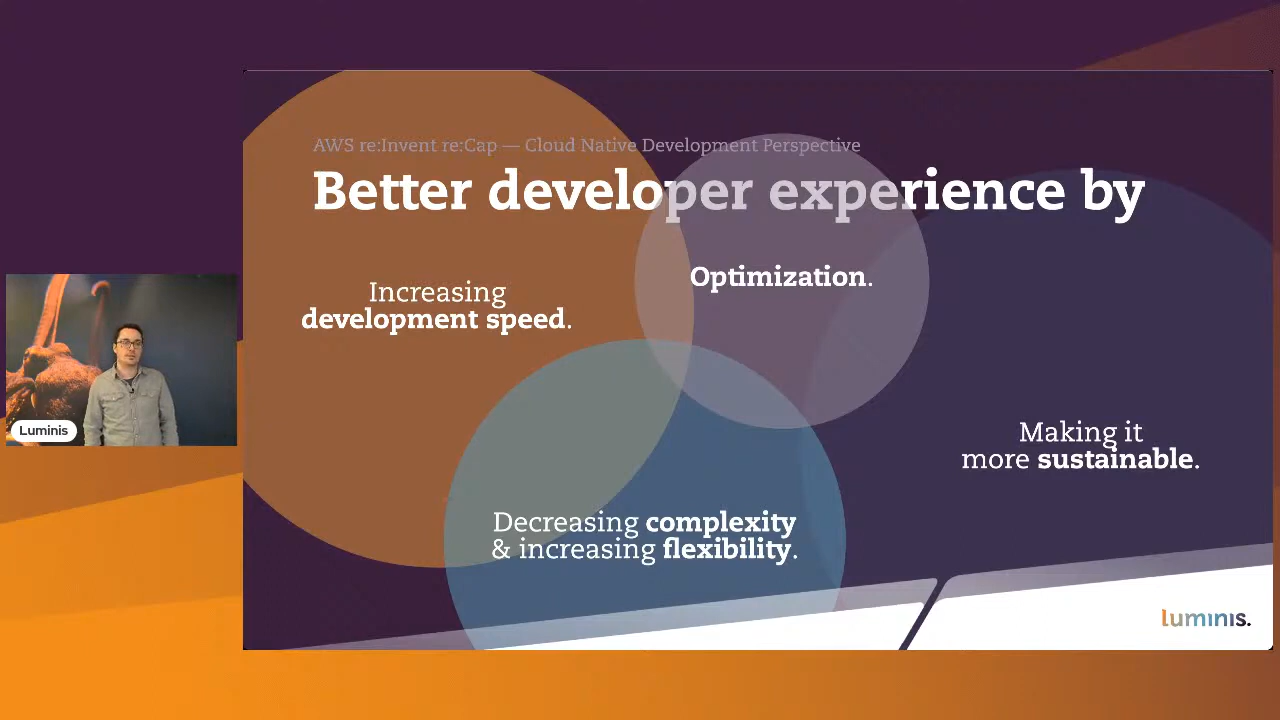 AWS re:Invent re:Cap — Cloud Native Development Perspective
Better developer experience by
Optimization.
Increasing
development speed.
Making it
more sustainable.
Decreasing complexity
& increasing flexibility.
Luminis
luminis.